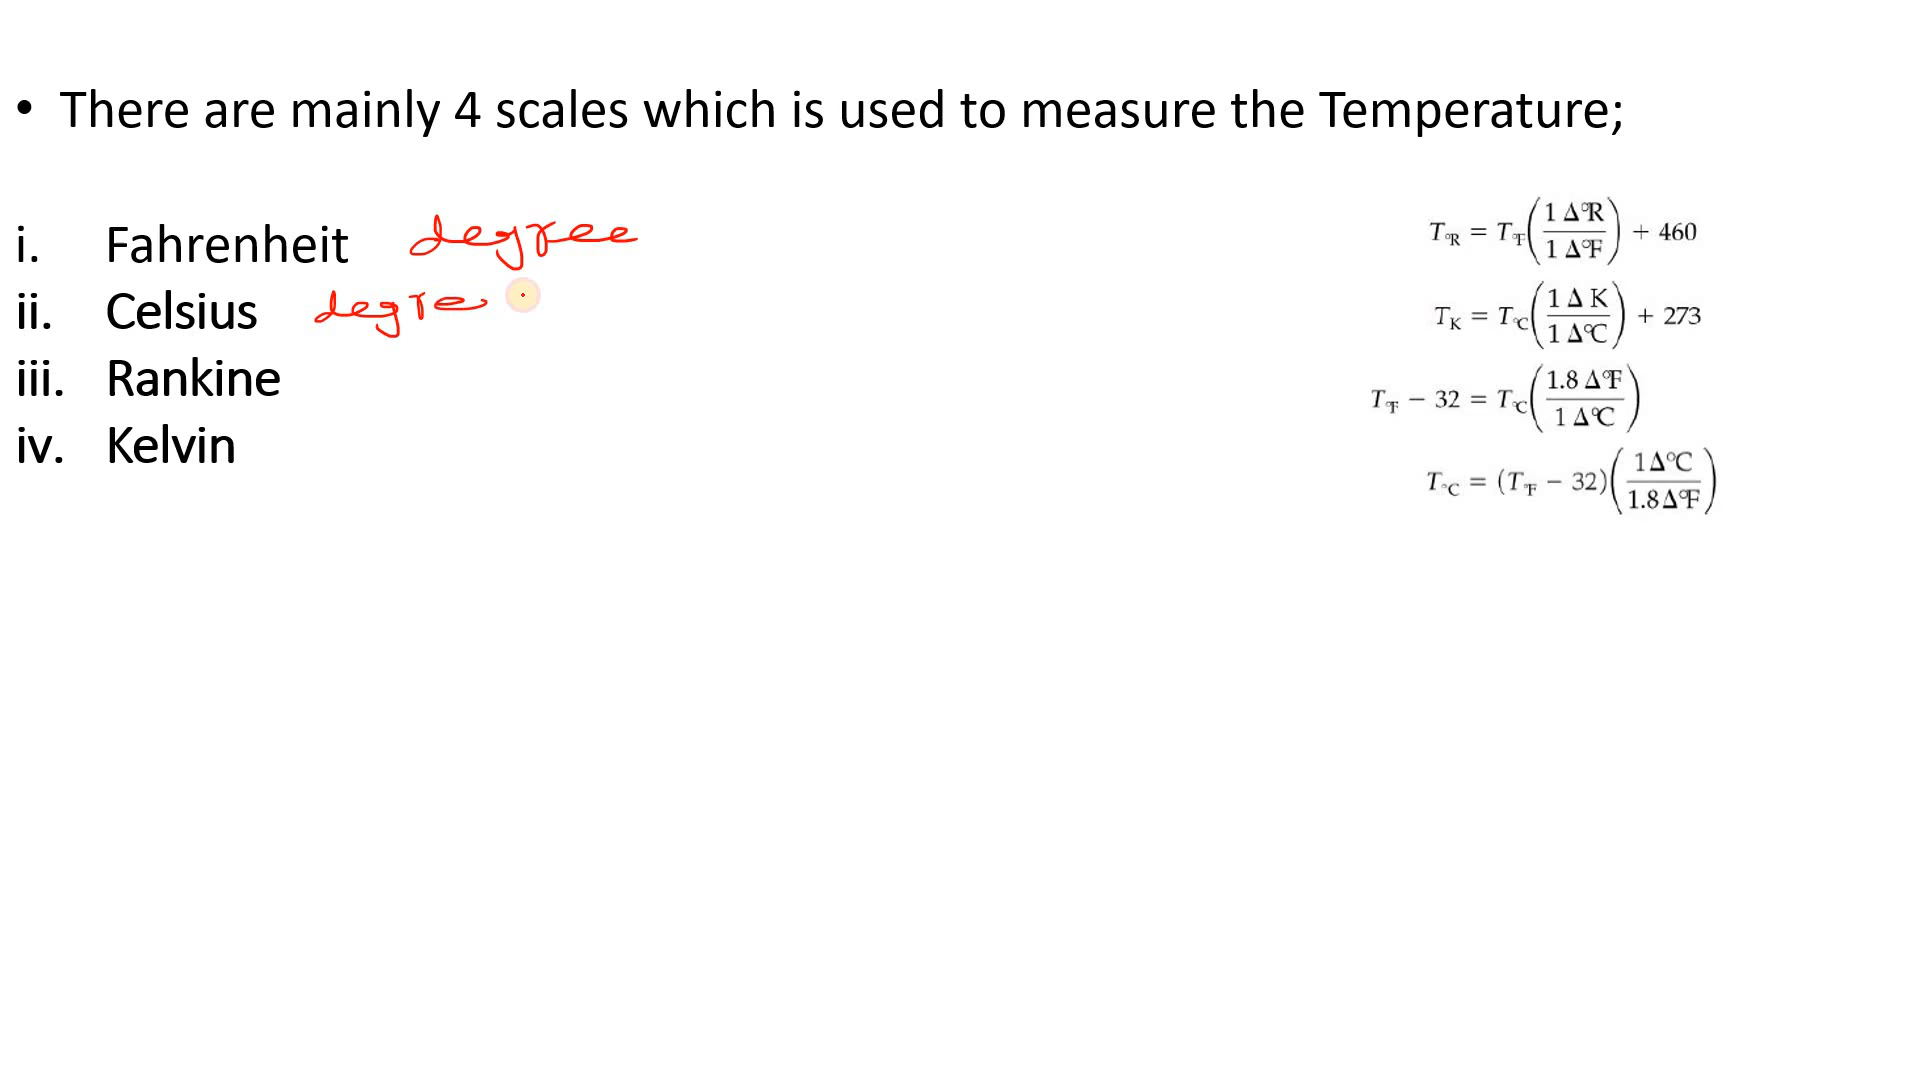 • There are mainly 4 scales which is used to measure the Temperature;
i. Fahrenheit degree
ii. Celsius degre
iii. Rankine
iv. Kelvin
T°R = T°F(1 Δ°R / 1 Δ°F) + 460
TK = T°C(1 Δ K / 1 Δ°C) + 273
T°F − 32 = T°C(1.8 Δ°F / 1 Δ°C)
T°C = (T°F − 32)(1Δ°C / 1.8Δ°F)